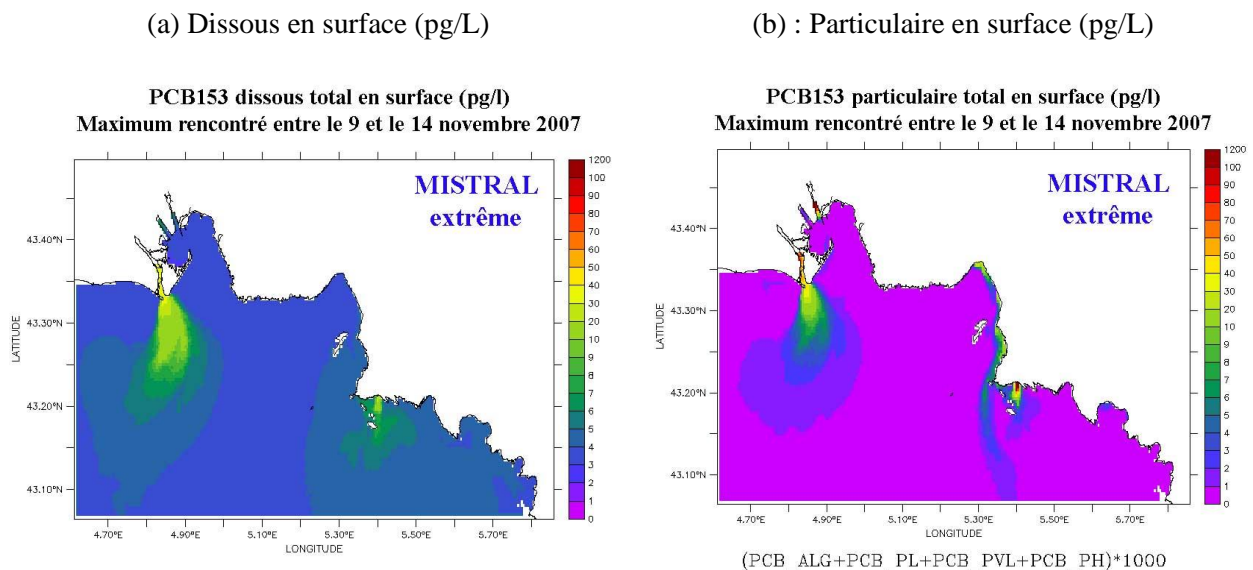 (a) Dissous en surface (pg/L)
(b) : Particulaire en surface (pg/L)
PCB153 dissous total en surface (pg/l)
Maximum rencontré entre le 9 et le 14 novembre 2007
MISTRAL
extrême
1200
100
90
80
70
60
50
40
30
20
10
9
8
7
6
5
4
3
2
1
0
43.40°N
43.30°N
43.20°N
43.10°N
LATITUDE
4.70°E
4.90°E
5.10°E
5.30°E
5.50°E
5.70°E
LONGITUDE
PCB153 particulaire total en surface (pg/l)
Maximum rencontré entre le 9 et le 14 novembre 2007
MISTRAL
extrême
1200
100
90
80
70
60
50
40
30
20
10
9
8
7
6
5
4
3
2
1
0
43.40°N
43.30°N
43.20°N
43.10°N
LATITUDE
4.70°E
4.90°E
5.10°E
5.30°E
5.50°E
5.70°E
LONGITUDE
(PCB ALG+PCB PL+PCB PVL+PCB PH)*1000